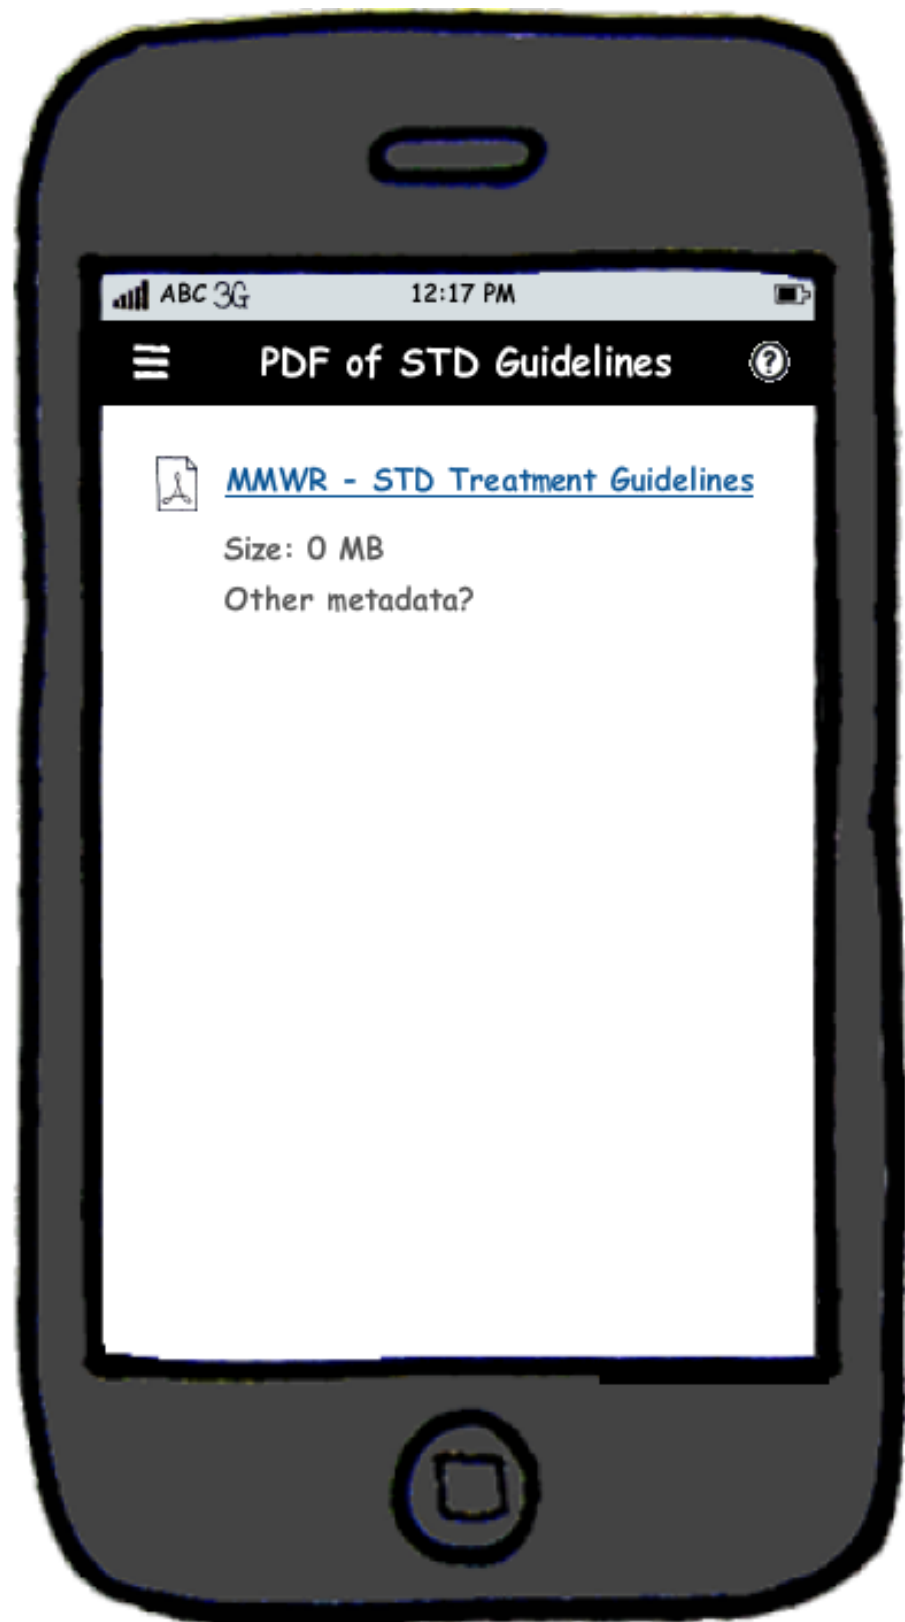 ABC 3G 12:17 PM
PDF of STD Guidelines ?
MMWR - STD Treatment Guidelines
Size: 0 MB
Other metadata?